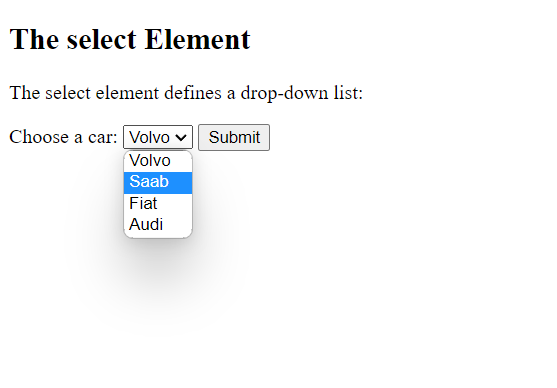 The select Element
The select element defines a drop-down list:
Choose a car: Volvo Submit
Volvo
Saab
Fiat
Audi